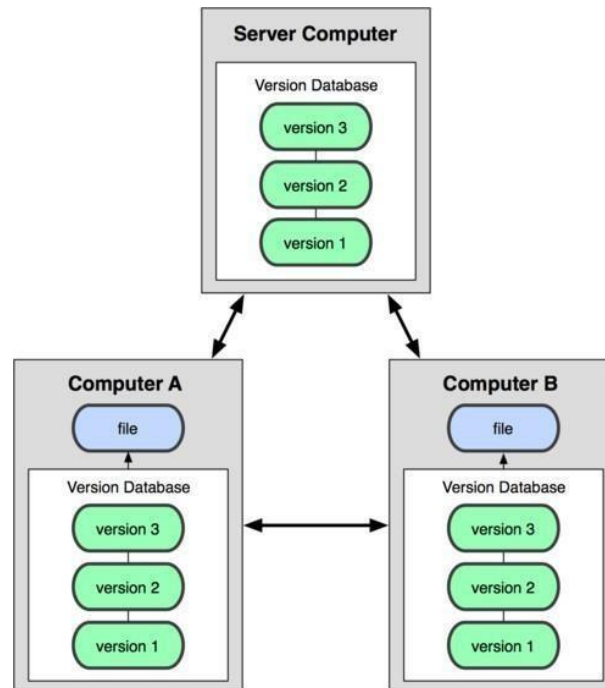 Server Computer
Version Database
version 3
version 2
version 1
Computer A
file
Version Database
version 3
version 2
version 1
Computer B
file
Version Database
version 3
version 2
version 1